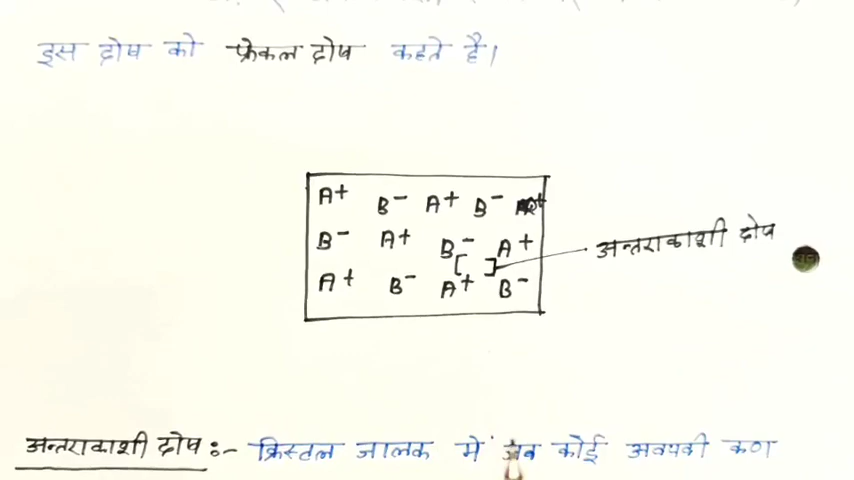 इस दोष को फ्रेंकल दोष कहते है।
A+ B- A+ B-
B- A+ B- A+
अन्तराकाशी दोष
A+ B- A+ B-
अन्तराकाशी दोष :- क्रिस्टल जालक में जब कोई अवयवी कण